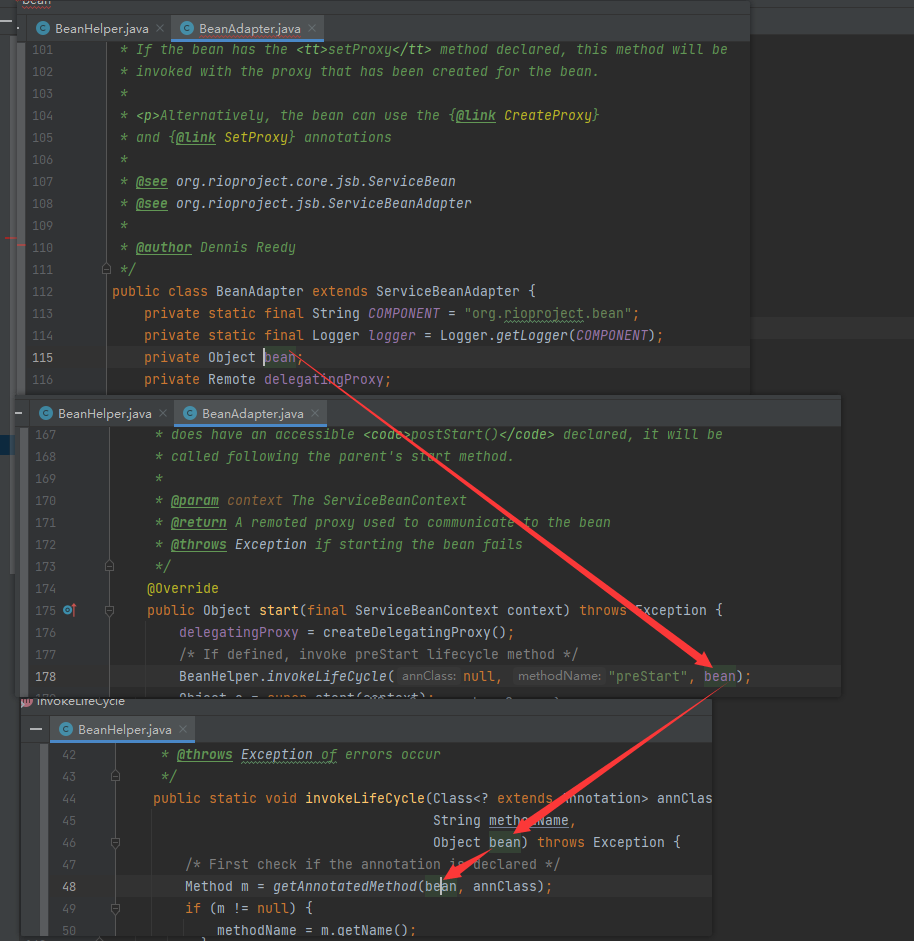 Bean
BeanHelper.java × BeanAdapter.java ×
101 * If the bean has the <tt>setProxy</tt> method declared, this method will be
102 * invoked with the proxy that has been created for the bean.
103 *
104 * <p>Alternatively, the bean can use the {@link CreateProxy}
105 * and {@link SetProxy} annotations
106 *
107 * @see org.rioproject.core.jsb.ServiceBean
108 * @see org.rioproject.jsb.ServiceBeanAdapter
109 *
110 * @author Dennis Reedy
111 */
112 public class BeanAdapter extends ServiceBeanAdapter {
113 private static final String COMPONENT = "org.rioproject.bean";
114 private static final Logger logger = Logger.getLogger(COMPONENT);
115 private Object bean;
116 private Remote delegatingProxy;
BeanHelper.java × BeanAdapter.java ×
167 * does have an accessible <code>postStart()</code> declared, it will be
168 * called following the parent's start method.
169 *
170 * @param context The ServiceBeanContext
171 * @return A remoted proxy used to communicate to the bean
172 * @throws Exception if starting the bean fails
173 */
174 @Override
175 public Object start(final ServiceBeanContext context) throws Exception {
176 delegatingProxy = createDelegatingProxy();
177 /* If defined, invoke preStart lifecycle method */
178 BeanHelper.invokeLifeCycle( annClass: null, methodName: "preStart", bean);
invokeLifeCycle
BeanHelper.java ×
42 * @throws Exception of errors occur
43 */
44 public static void invokeLifeCycle(Class<? extends Annotation> annClas
45 String methodName,
46 Object bean) throws Exception {
47 /* First check if the annotation is declared */
48 Method m = getAnnotatedMethod(bean, annClass);
49 if (m != null) {
50 methodName = m.getName();